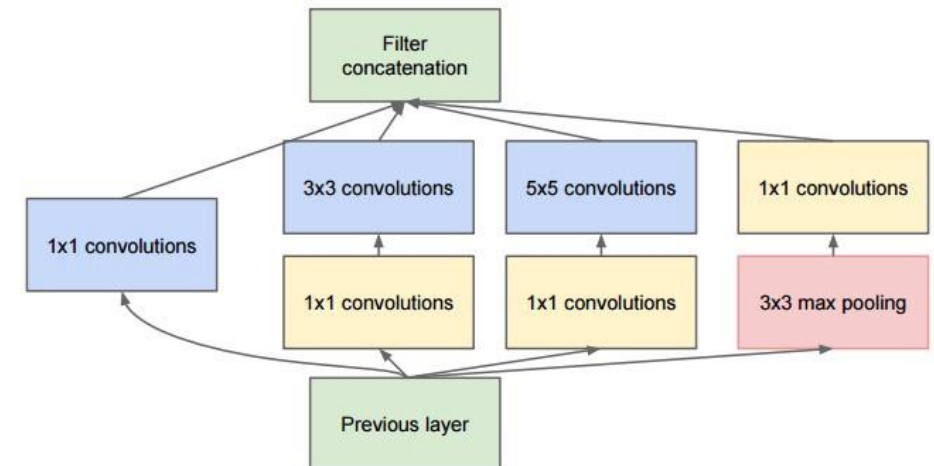 Filter
concatenation
3x3 convolutions
5x5 convolutions
1x1 convolutions
1x1 convolutions
1x1 convolutions
1x1 convolutions
3x3 max pooling
Previous layer